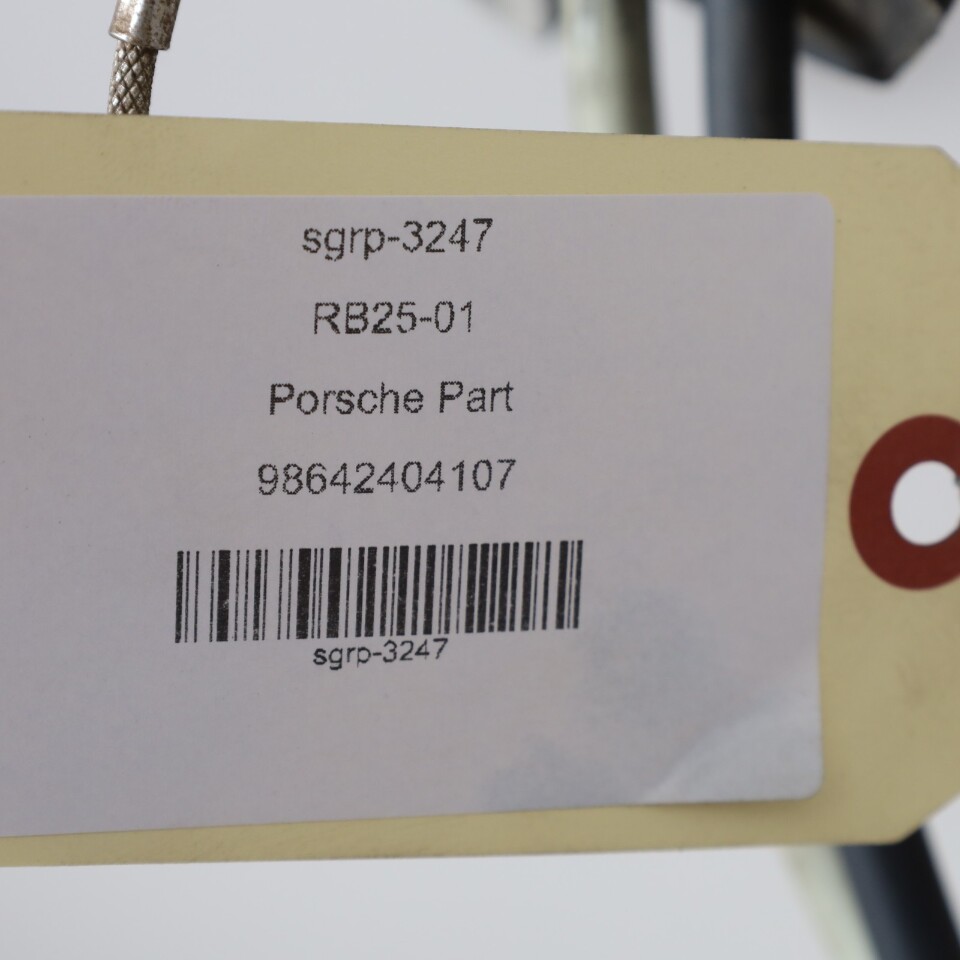 sgrp-3247
RB25-01
Porsche Part
98642404107
sgrp-3247